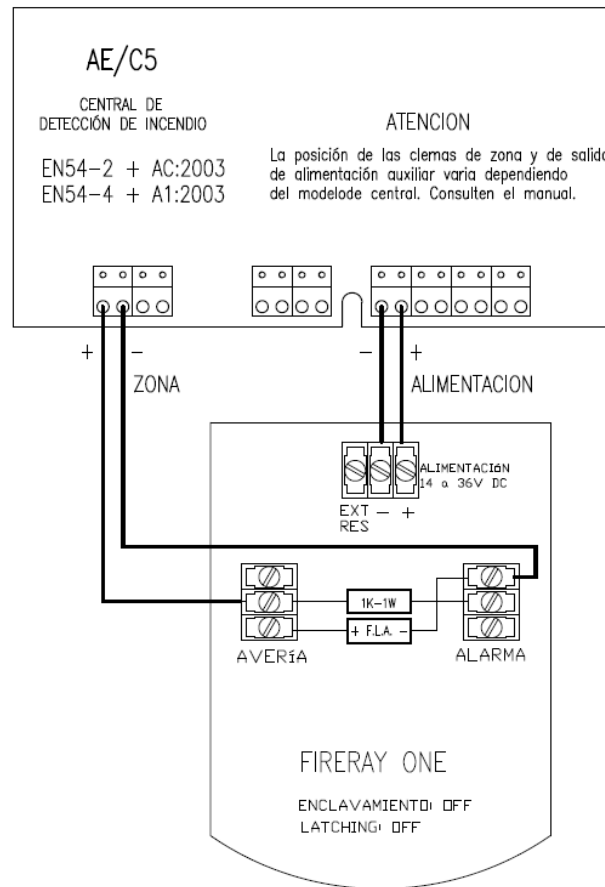 AE/C5
CENTRAL DE
DETECCIÓN DE INCENDIO
EN54-2 + AC:2003
EN54-4 + A1:2003
ATENCION
La posición de las clemas de zona y de salida
de alimentación auxiliar varia dependiendo
del modelode central. Consulten el manual.
+ -
ZONA
- +
ALIMENTACION
ALIMENTACIÓN
14 a 36V DC
EXT - +
RES
1K-1W
+ F.L.A. -
AVERíA
ALARMA
FIRERAY ONE
ENCLAVAMIENTO: OFF
LATCHING: OFF